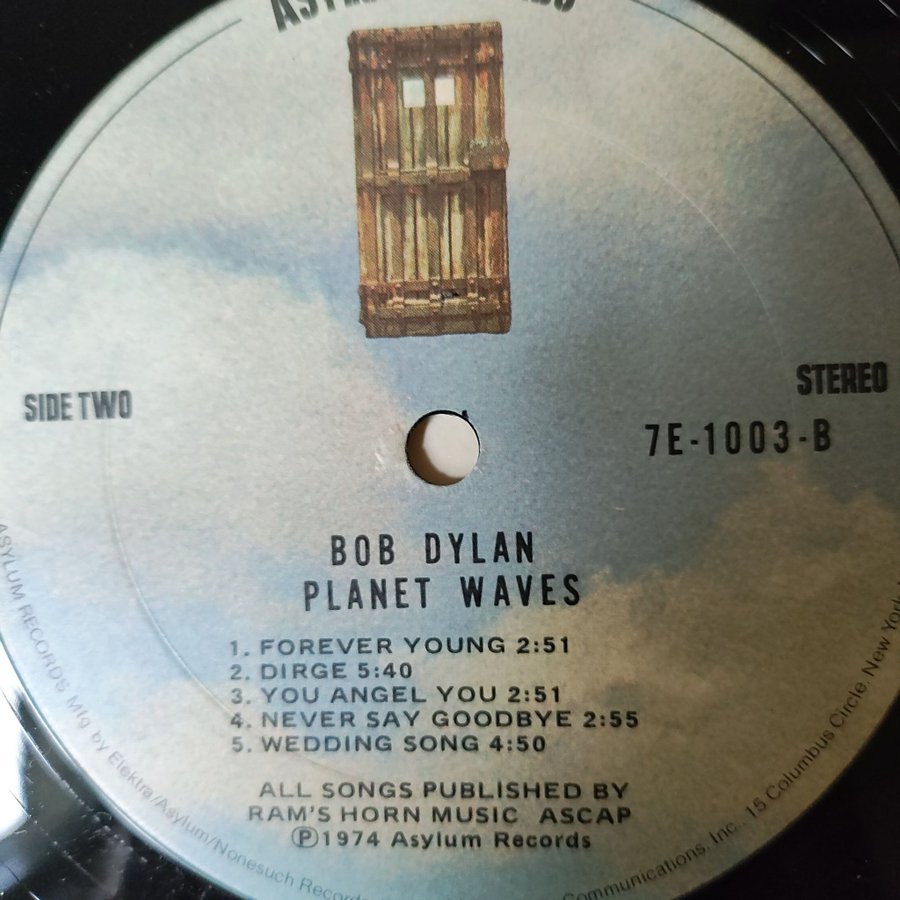 SIDE TWO
STEREO
7E-1003-B
BOB DYLAN
PLANET WAVES
1. FOREVER YOUNG 2:51
2. DIRGE 5:40
3. YOU ANGEL YOU 2:51
4. NEVER SAY GOODBYE 2:55
5. WEDDING SONG 4:50
ALL SONGS PUBLISHED BY
RAM'S HORN MUSIC ASCAP
Ⓟ1974 Asylum Records
ASYLUM RECORDS Mfg by Elektra/Asylum/Nonesuch Record
Communications, Inc., 15 Columbus Circle, New York